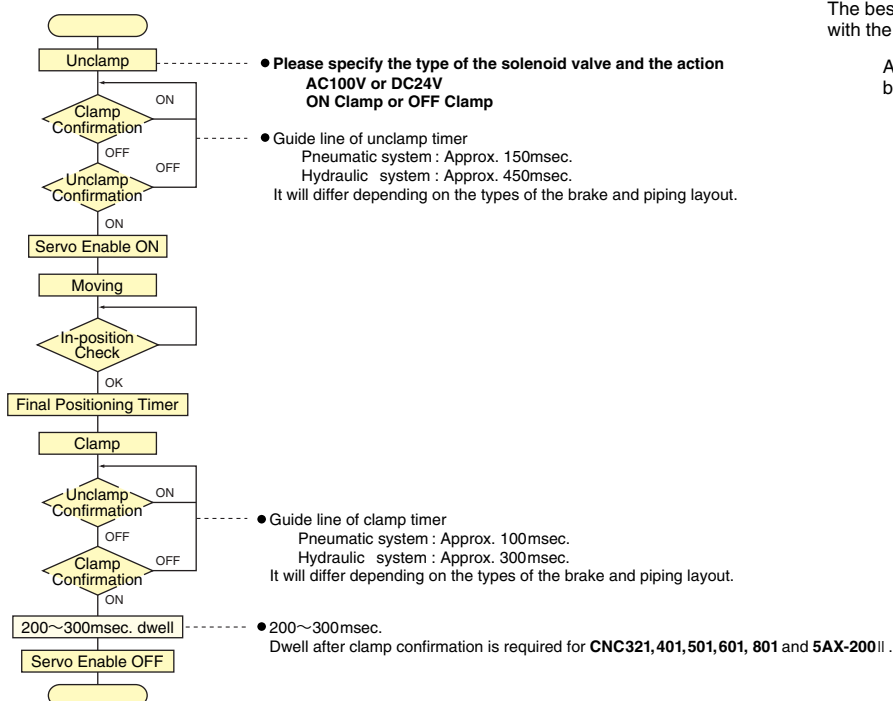 The bes
with the
A
b
Unclamp
● Please specify the type of the solenoid valve and the action
AC100V or DC24V
ON Clamp or OFF Clamp
ON
Clamp
Confirmation
● Guide line of unclamp timer
Pneumatic system : Approx. 150msec.
Hydraulic system : Approx. 450msec.
It will differ depending on the types of the brake and piping layout.
OFF
OFF
Unclamp
Confirmation
ON
Servo Enable ON
Moving
In-position
Check
OK
Final Positioning Timer
Clamp
Unclamp
Confirmation
ON
● Guide line of clamp timer
Pneumatic system : Approx. 100msec.
Hydraulic system : Approx. 300msec.
It will differ depending on the types of the brake and piping layout.
OFF
Clamp
Confirmation
OFF
ON
200～300msec. dwell
● 200～300msec.
Dwell after clamp confirmation is required for CNC321,401,501,601, 801 and 5AX-200II .
Servo Enable OFF